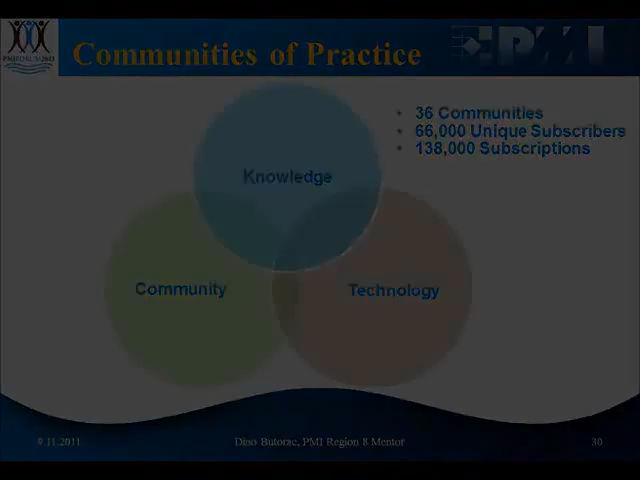 Communities of Practice
PMI
• 36 Communities
• 66,000 Unique Subscribers
• 138,000 Subscriptions
Knowledge
Community
Technology
9.11.2011
Dino Butorac, PMI Region 8 Mentor
30